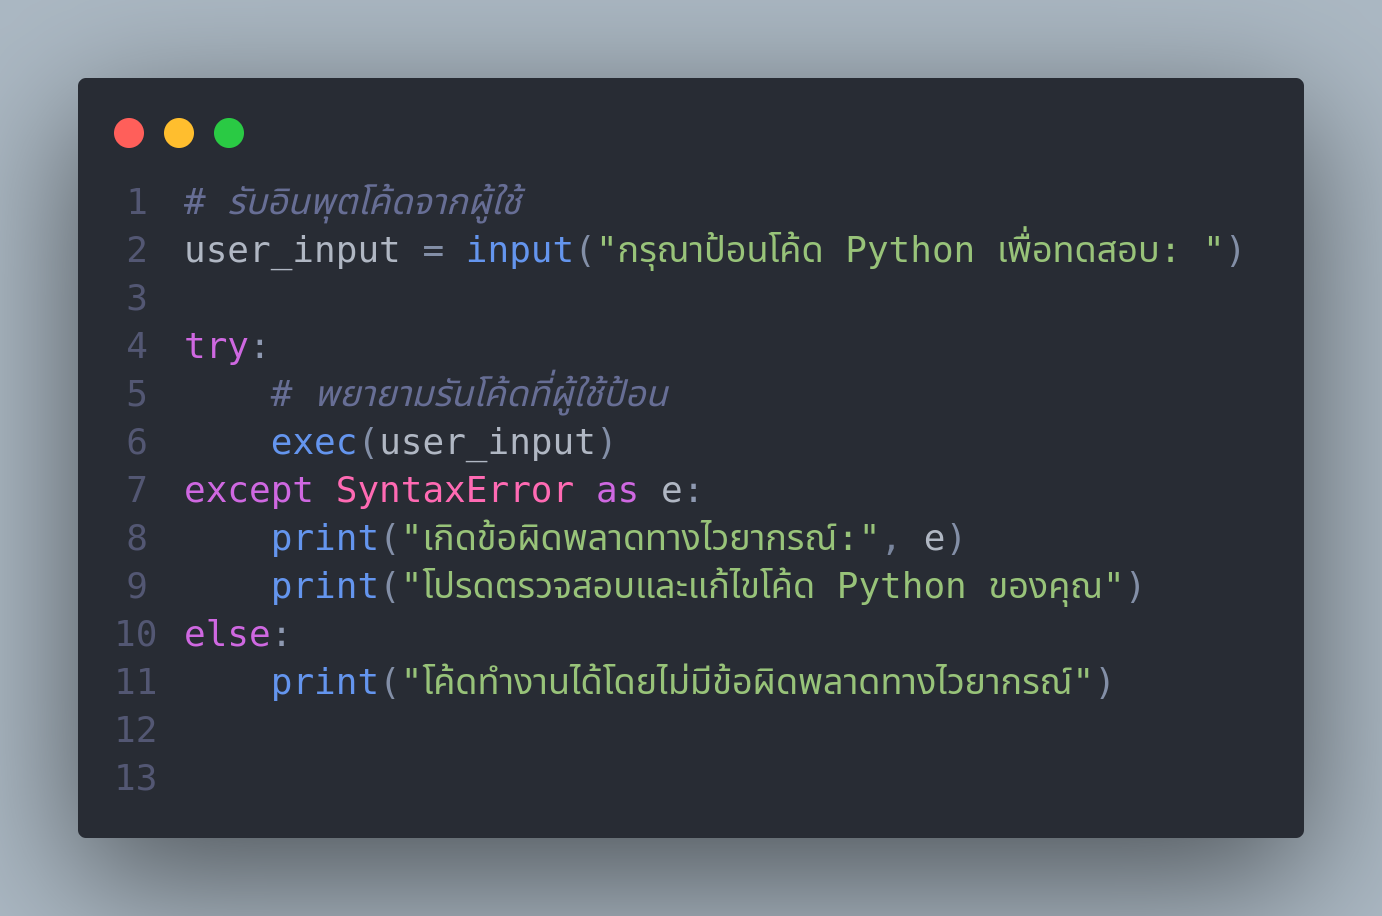 1 # รับอินพุตโค้ดจากผู้ใช้
2 user_input = input("กรุณาป้อนโค้ด Python เพื่อทดสอบ: ")
3
4 try:
5     # พยายามรันโค้ดที่ผู้ใช้ป้อน
6     exec(user_input)
7 except SyntaxError as e:
8     print("เกิดข้อผิดพลาดทางไวยากรณ์:", e)
9     print("โปรดตรวจสอบและแก้ไขโค้ด Python ของคุณ")
10 else:
11     print("โค้ดทำงานได้โดยไม่มีข้อผิดพลาดทางไวยากรณ์")
12
13